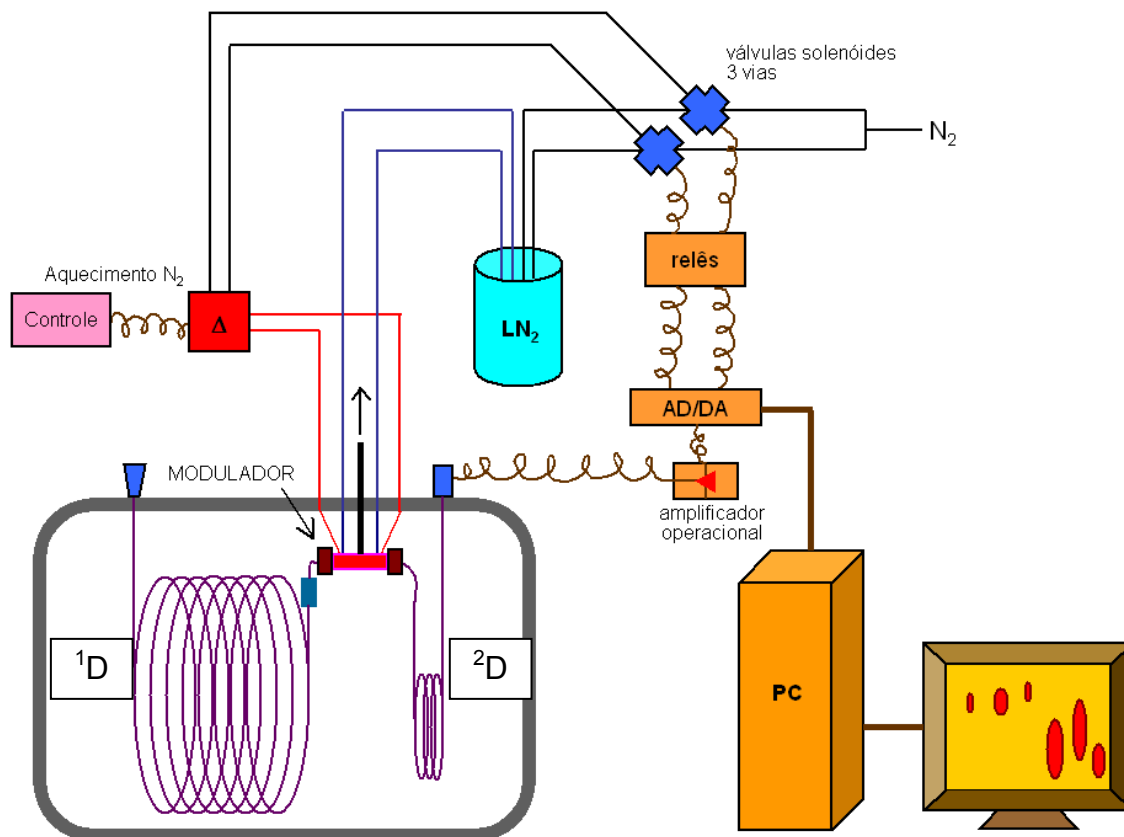 válvulas solenóides
3 vias
N₂
relês
Aquecimento N₂
Controle
Δ
LN₂
AD/DA
MODULADOR
amplificador
operacional
¹D
²D
PC